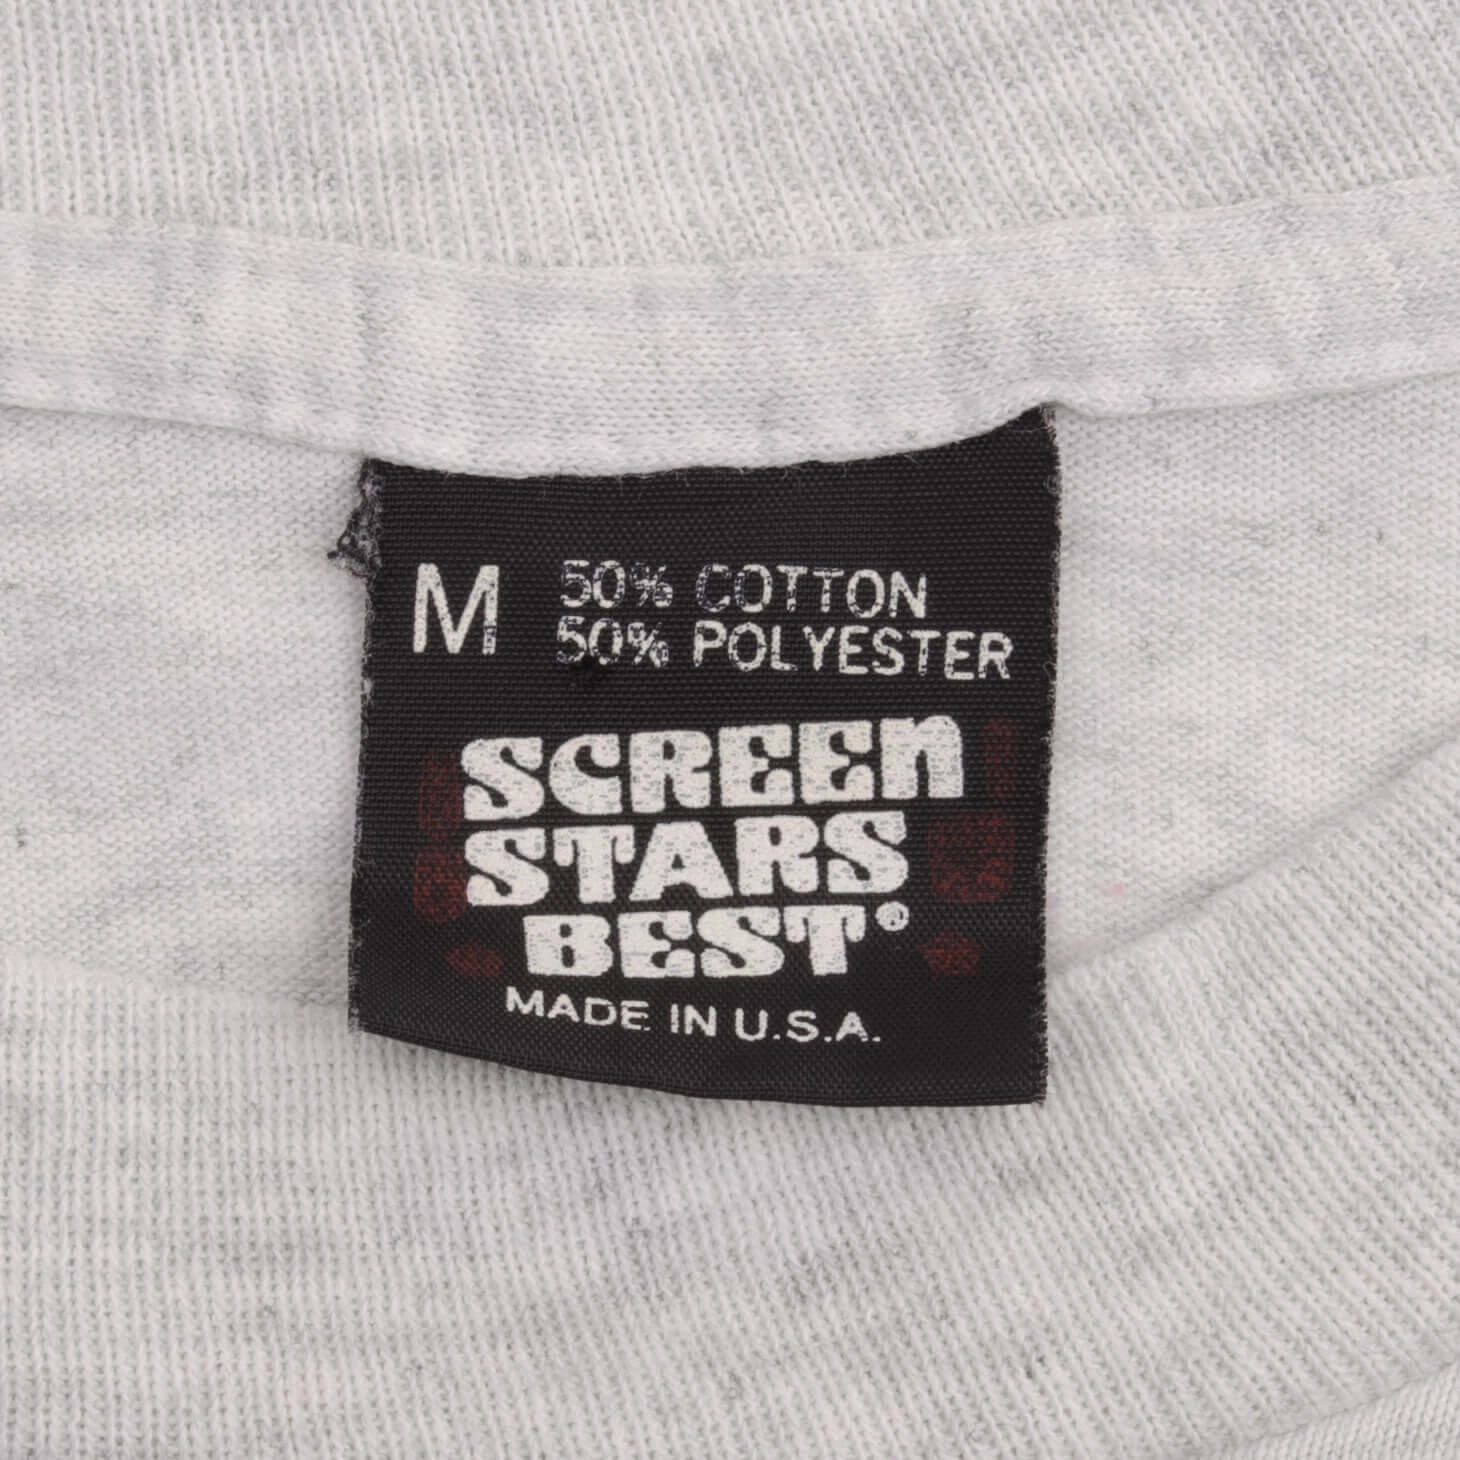 M 50% COTTON
50% POLYESTER
SCREEN
STARS
BEST®
MADE IN U.S.A.